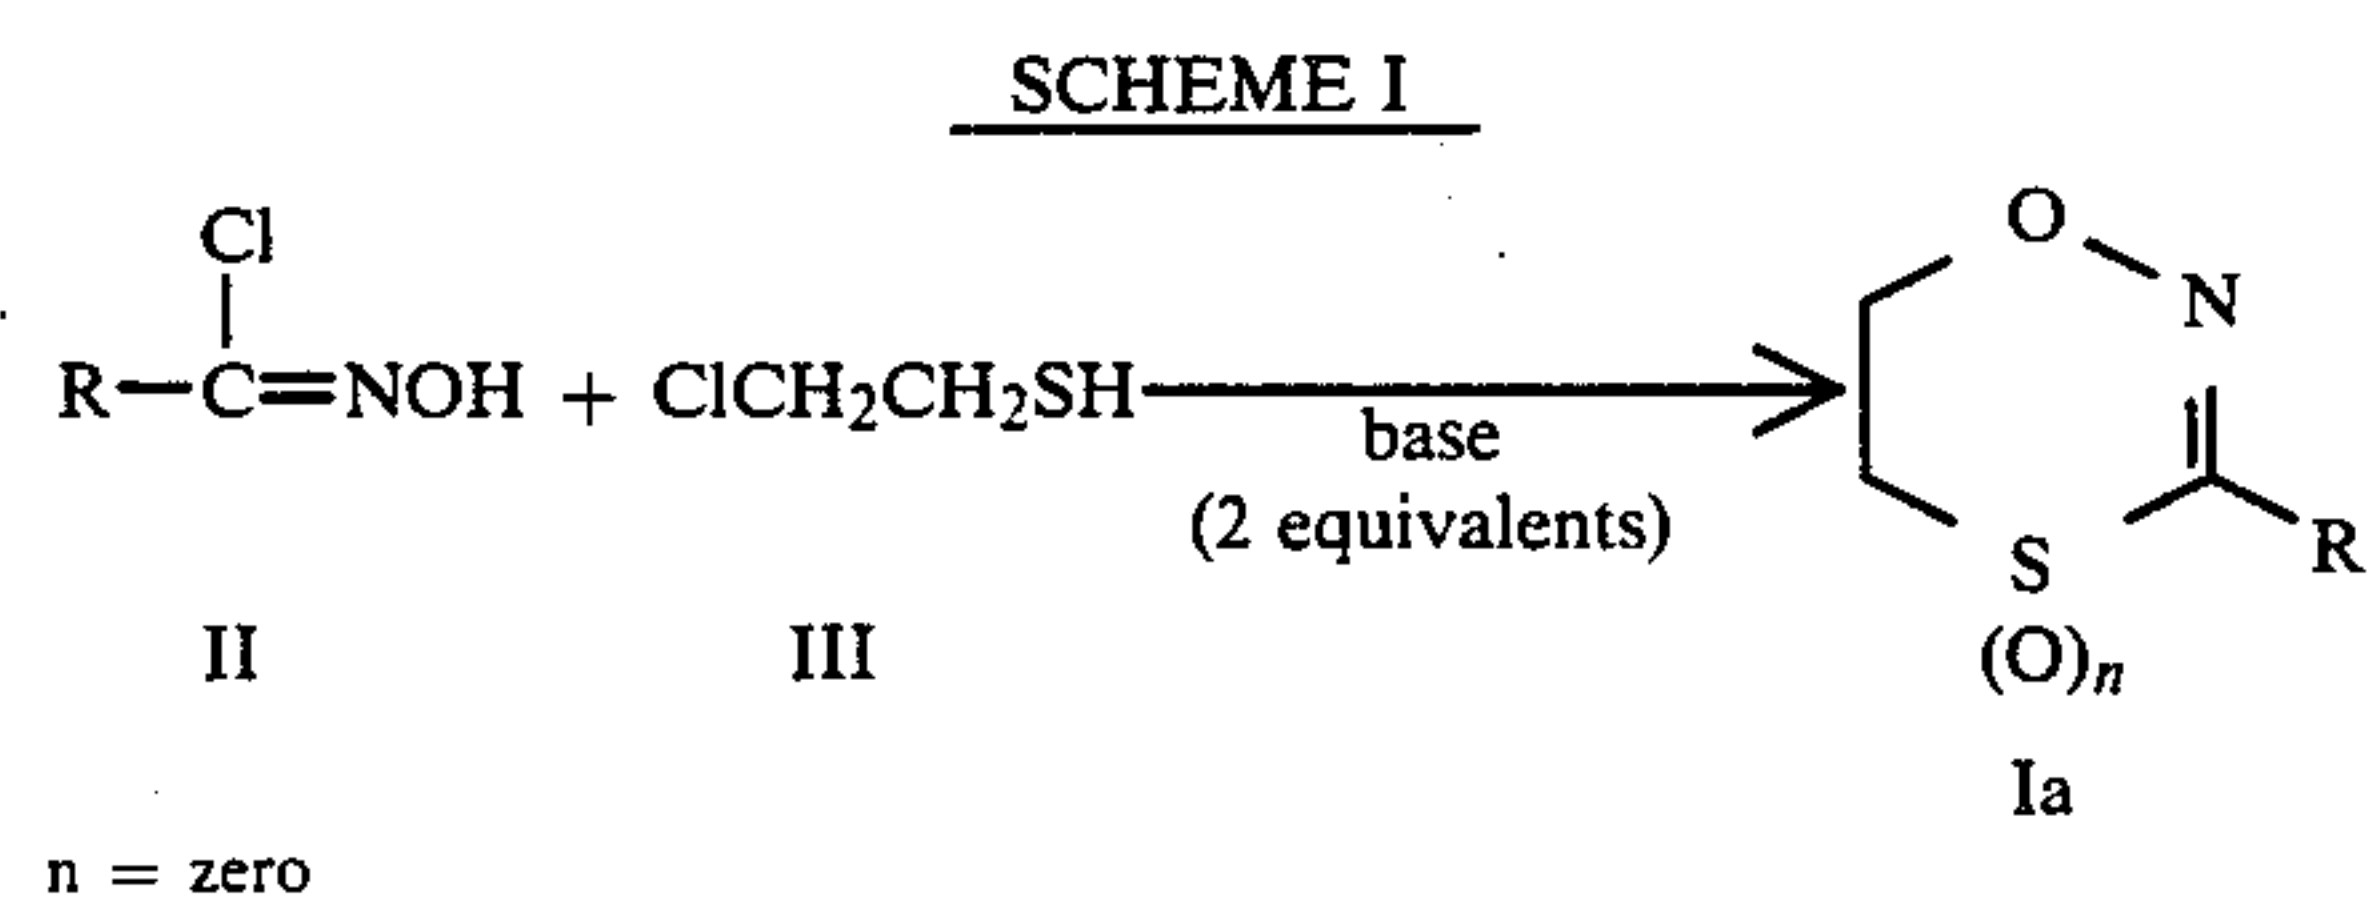 SCHEME I
Cl
R—C=NOH + ClCH₂CH₂SH
base
(2 equivalents)
O
N
S
R
(O)ₙ
II
III
Ia
n = zero